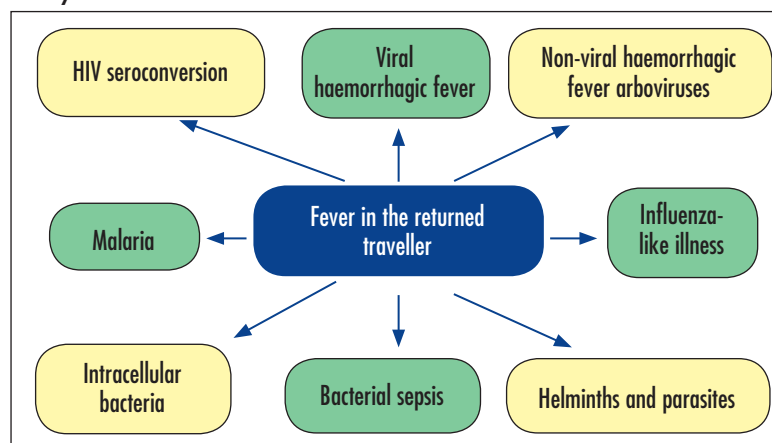 HIV seroconversion
Viral
haemorrhagic fever
Non-viral haemorrhagic
fever arboviruses
Malaria
Fever in the returned
traveller
Influenza-
like illness
Intracellular
bacteria
Bacterial sepsis
Helminths and parasites